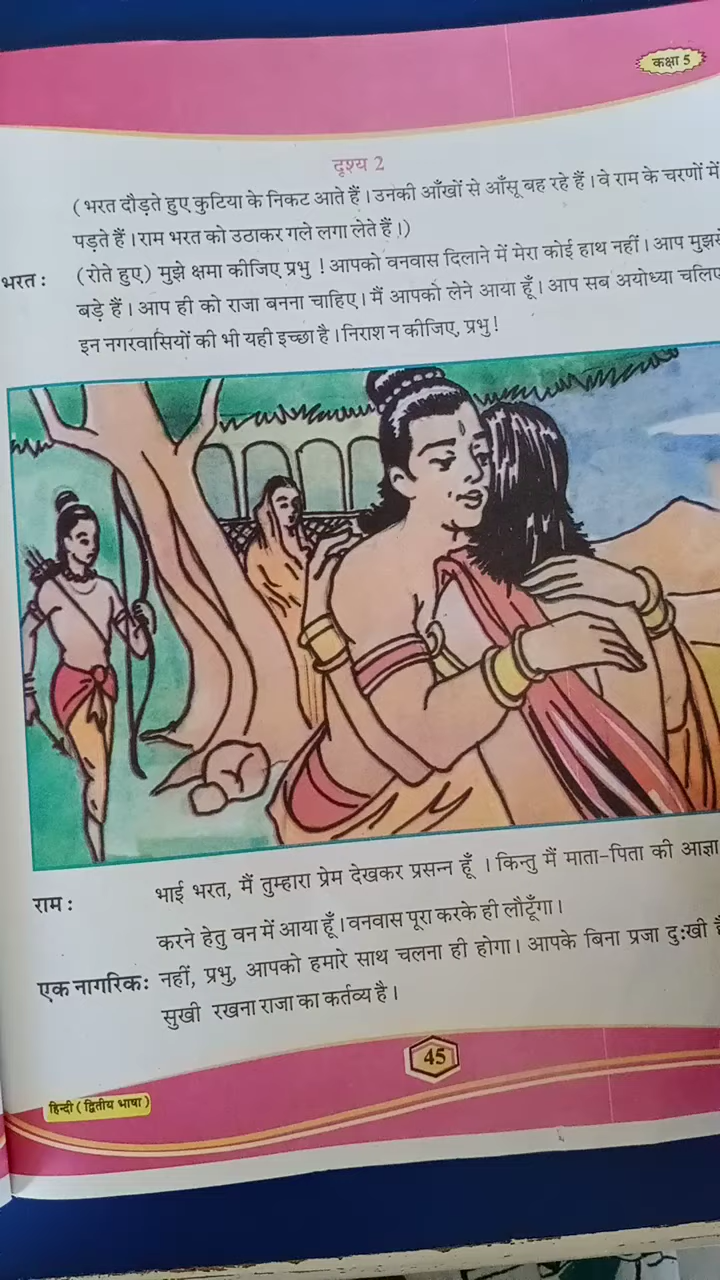 कक्षा 5
दृश्य 2
(भरत दौड़ते हुए कुटिया के निकट आते हैं। उनकी आँखों से आँसू बह रहे हैं। वे राम के चरणों में
पड़ते हैं। राम भरत को उठाकर गले लगा लेते हैं।)
भरत : (रोते हुए) मुझे क्षमा कीजिए प्रभु ! आपको वनवास दिलाने में मेरा कोई हाथ नहीं। आप मुझसे
बड़े हैं। आप ही को राजा बनना चाहिए। मैं आपको लेने आया हूँ। आप सब अयोध्या चलिए
इन नगरवासियों की भी यही इच्छा है। निराश न कीजिए, प्रभु !
राम : भाई भरत, मैं तुम्हारा प्रेम देखकर प्रसन्न हूँ । किन्तु मैं माता-पिता की आज्ञा
करने हेतु वन में आया हूँ। वनवास पूरा करके ही लौटूँगा।
एक नागरिक: नहीं, प्रभु, आपको हमारे साथ चलना ही होगा। आपके बिना प्रजा दुःखी
सुखी रखना राजा का कर्तव्य है।
45
हिन्दी (द्वितीय भाषा)